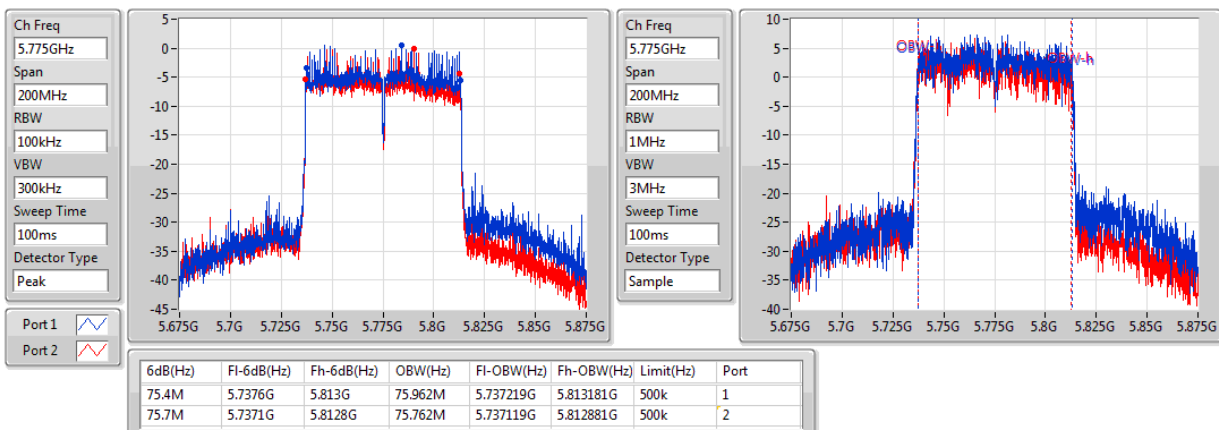 Ch Freq
5.775GHz
Span
200MHz
RBW
100kHz
VBW
300kHz
Sweep Time
100ms
Detector Type
Peak
Port 1
Port 2
5
0
-5
-10
-15
-20
-25
-30
-35
-40
-45
5.675G 5.7G 5.725G 5.75G 5.775G 5.8G 5.825G 5.85G 5.875G
Ch Freq
5.775GHz
Span
200MHz
RBW
1MHz
VBW
3MHz
Sweep Time
100ms
Detector Type
Sample
10
5
0
-5
-10
-15
-20
-25
-30
-35
-40
OBW-h
5.675G 5.7G 5.725G 5.75G 5.775G 5.8G 5.825G 5.85G 5.875G
6dB(Hz) Fl-6dB(Hz) Fh-6dB(Hz) OBW(Hz) Fl-OBW(Hz) Fh-OBW(Hz) Limit(Hz) Port
75.4M 5.7376G 5.813G 75.962M 5.737219G 5.813181G 500k 1
75.7M 5.7371G 5.8128G 75.762M 5.737119G 5.812881G 500k 2